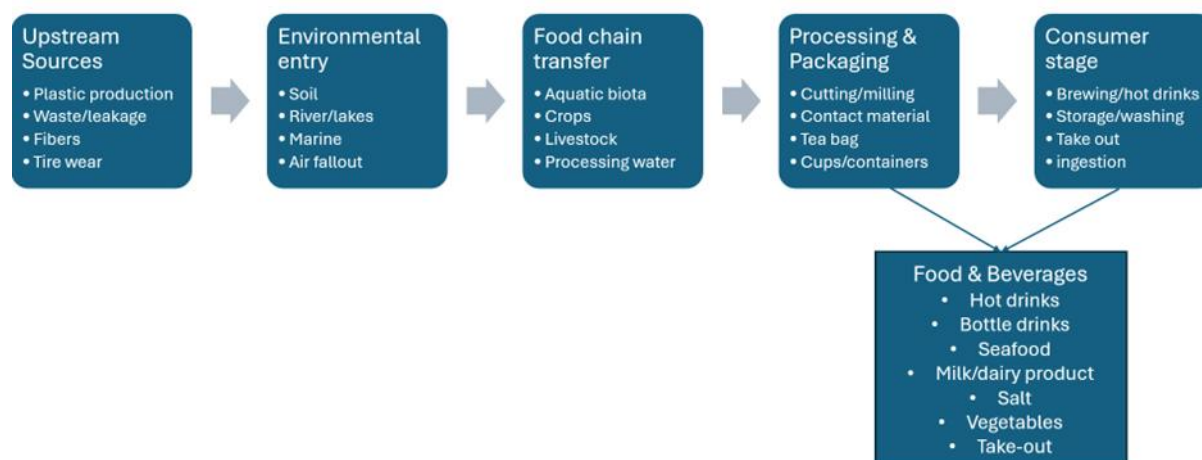 Upstream
Sources
• Plastic production
• Waste/leakage
• Fibers
• Tire wear
Environmental
entry
• Soil
• River/lakes
• Marine
• Air fallout
Food chain
transfer
• Aquatic biota
• Crops
• Livestock
• Processing water
Processing &
Packaging
• Cutting/milling
• Contact material
• Tea bag
• Cups/containers
Consumer
stage
• Brewing/hot drinks
• Storage/washing
• Take out
• ingestion
Food & Beverages
• Hot drinks
• Bottle drinks
• Seafood
• Milk/dairy product
• Salt
• Vegetables
• Take-out